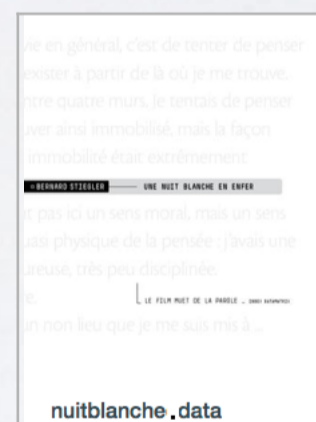 vie en général, c'est de tenter de penser
exister à partir de là où je me trouve.
ntre quatre murs. Je tentais de penser
uver ainsi immobilisé, mais la façon
immobilité était extrêmement
BERNARD STIEGLER UNE NUIT BLANCHE EN ENFER
t pas ici un sens moral, mais un sens
uasi physique de la pensée : j'avais une
ureuse, très peu disciplinée.
e.
LE FILM MUET DE LA PAROLE _
un non lieu que je me suis mis à ...
nuitblanche.data